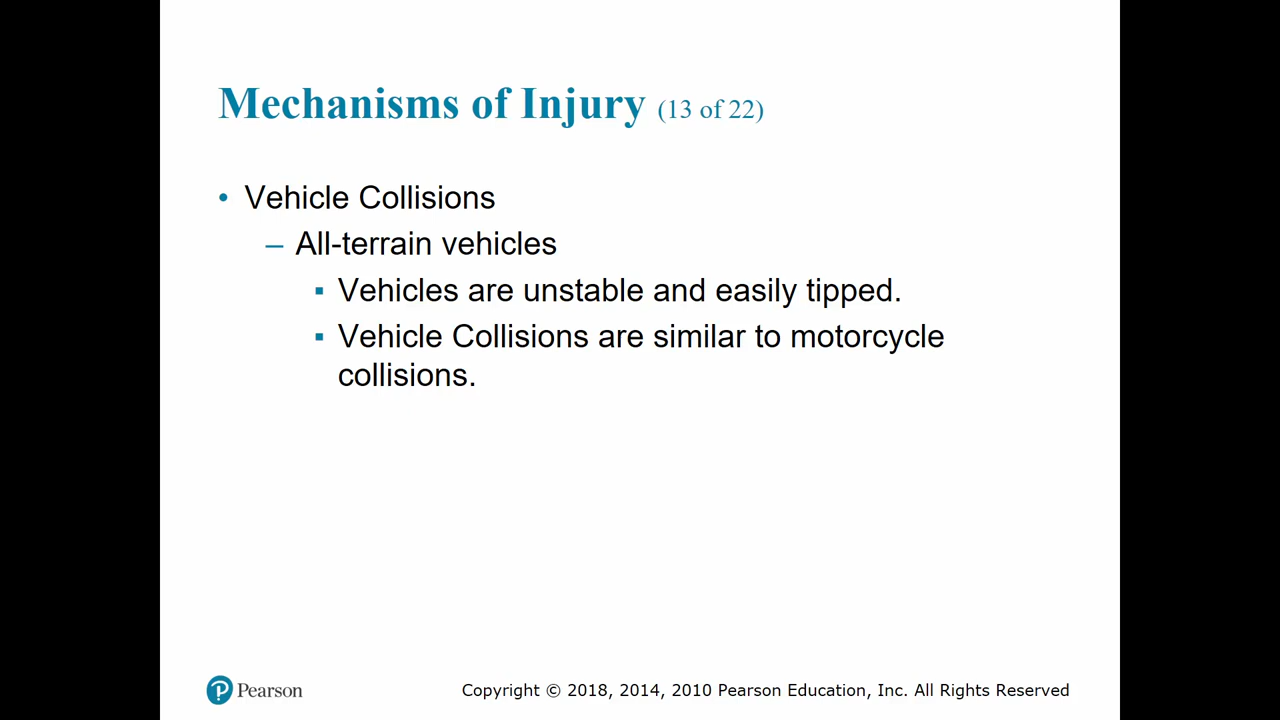 Mechanisms of Injury (13 of 22)
• Vehicle Collisions
– All-terrain vehicles
▪ Vehicles are unstable and easily tipped.
▪ Vehicle Collisions are similar to motorcycle
collisions.
Pearson
Copyright © 2018, 2014, 2010 Pearson Education, Inc. All Rights Reserved